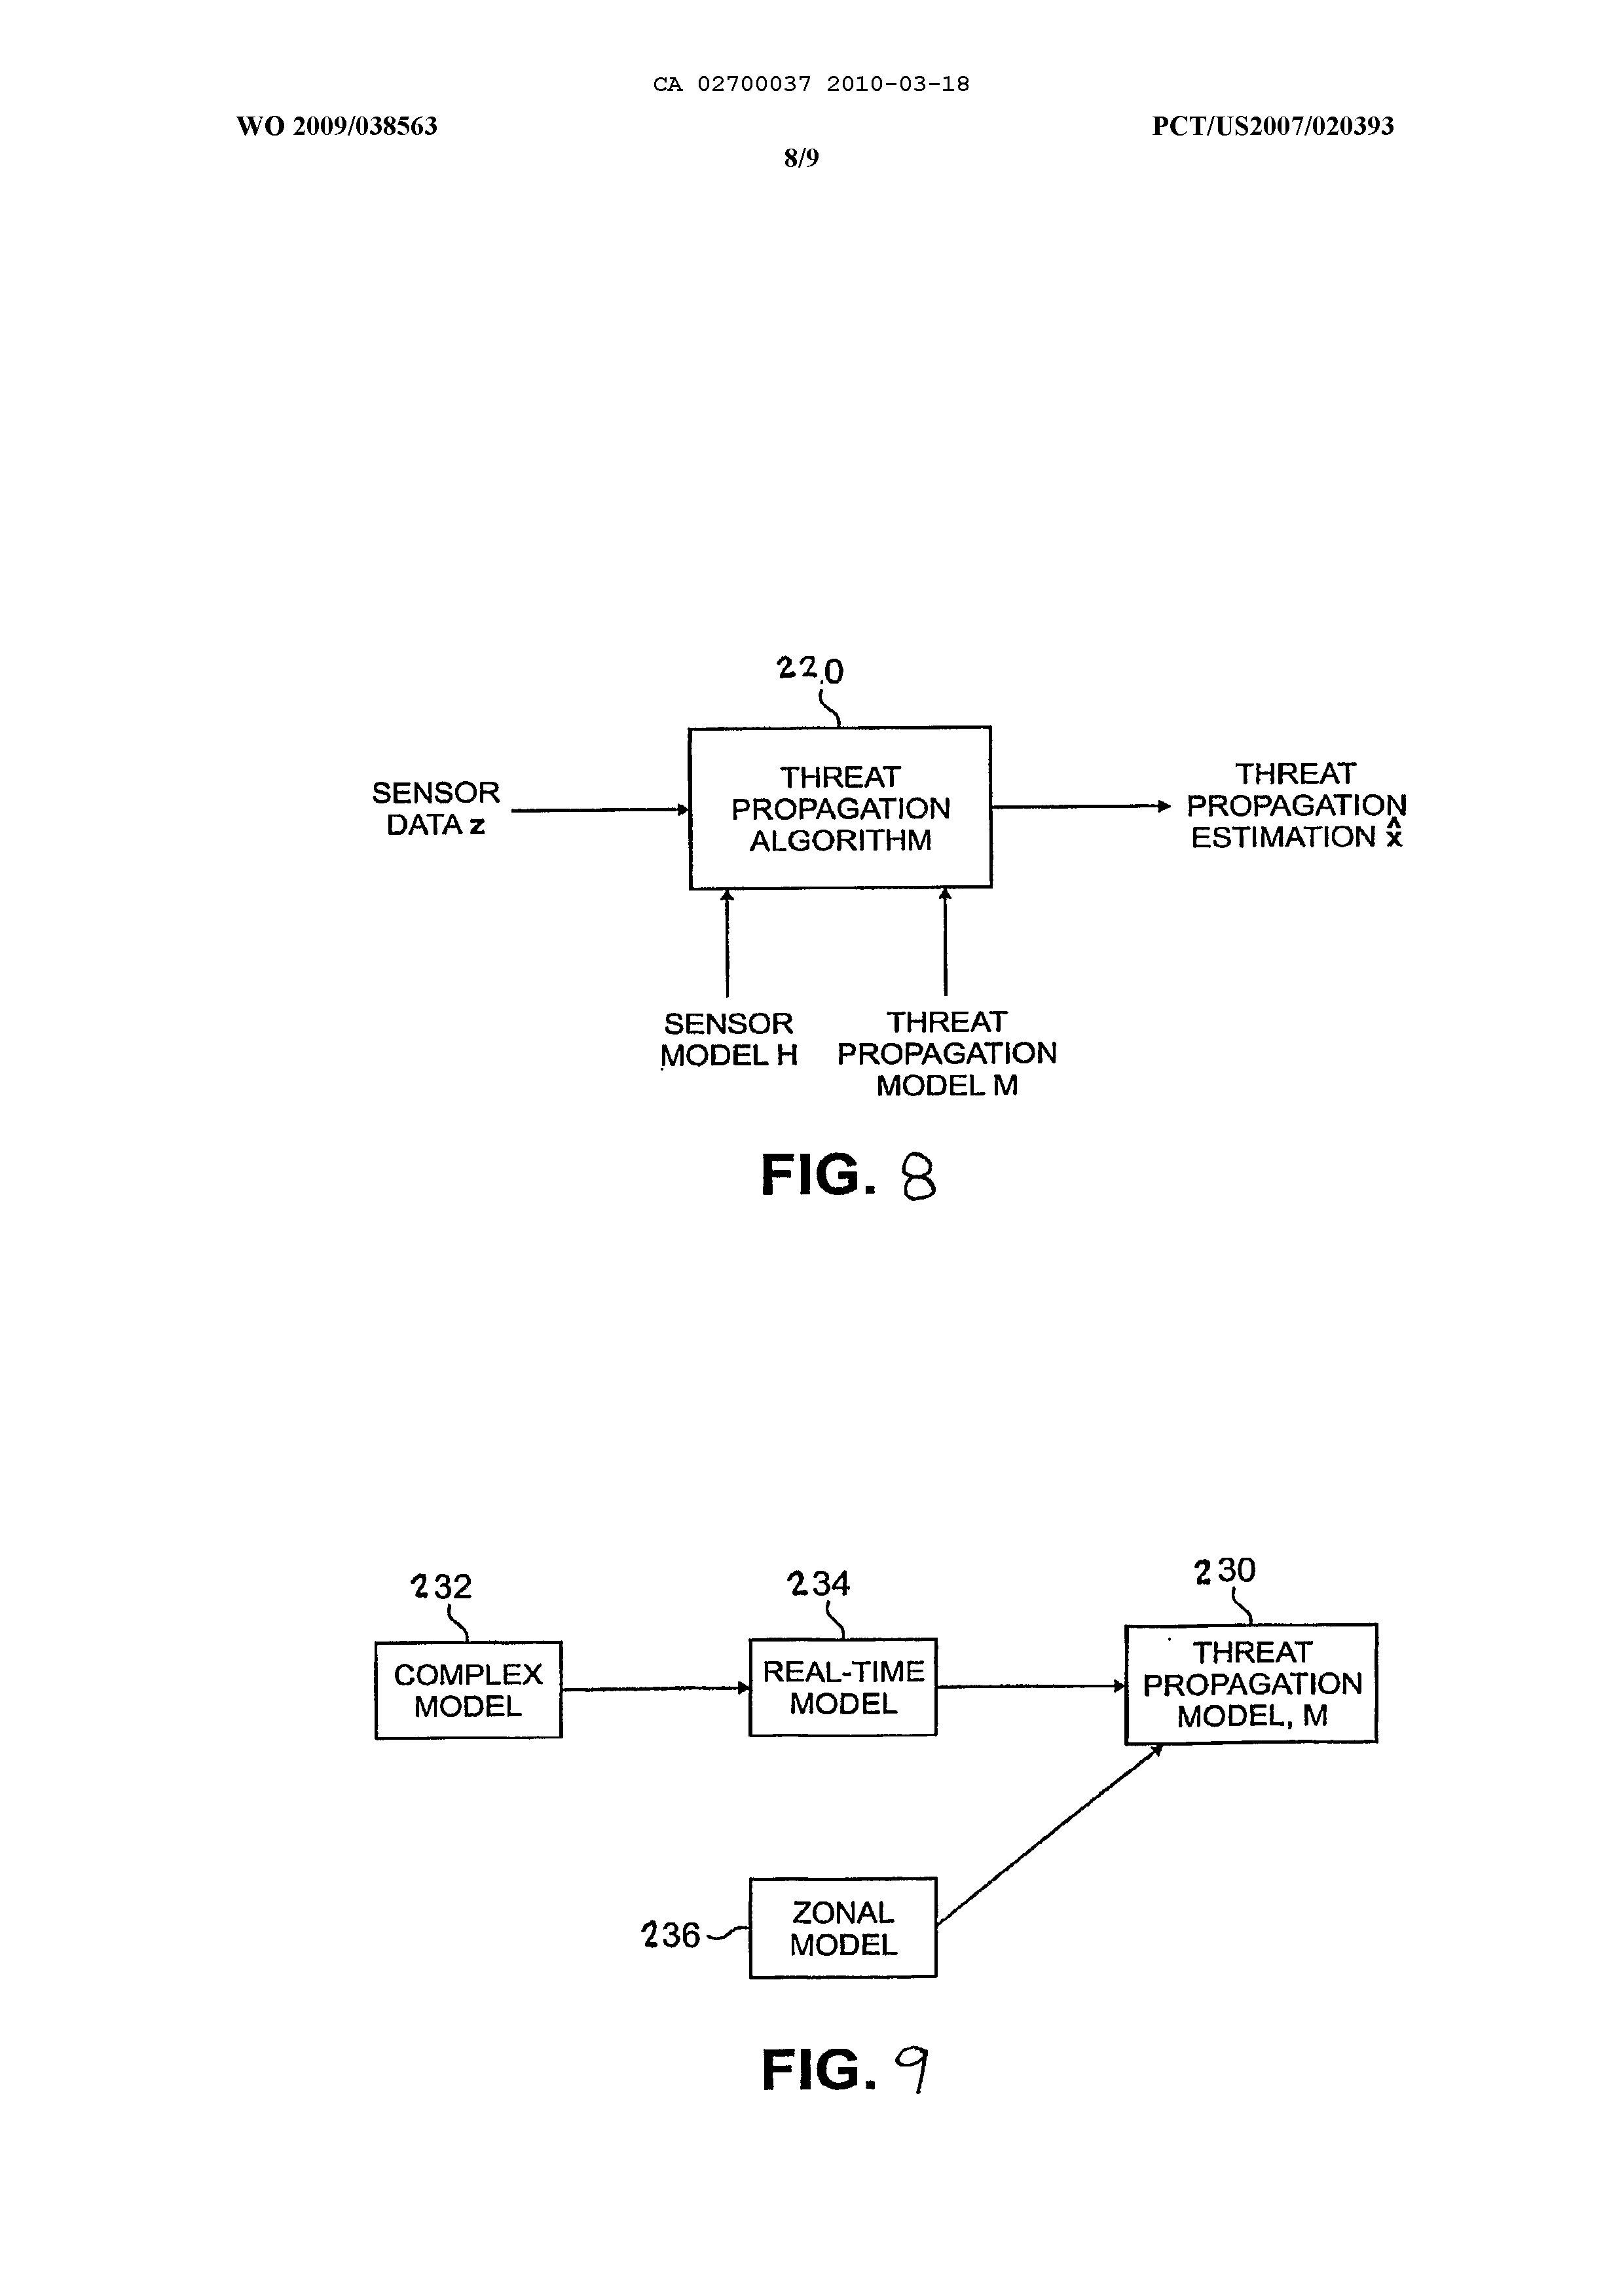 CA 02700037 2010-03-18
WO 2009/038563
PCT/US2007/020393
8/9
220
SENSOR
DATA z
THREAT
PROPAGATION
ALGORITHM
THREAT
PROPAGATION
ESTIMATION x̂
SENSOR
MODEL H
THREAT
PROPAGATION
MODEL M
FIG. 8
232
234
230
COMPLEX
MODEL
REAL-TIME
MODEL
THREAT
PROPAGATION
MODEL, M
236
ZONAL
MODEL
FIG. 9